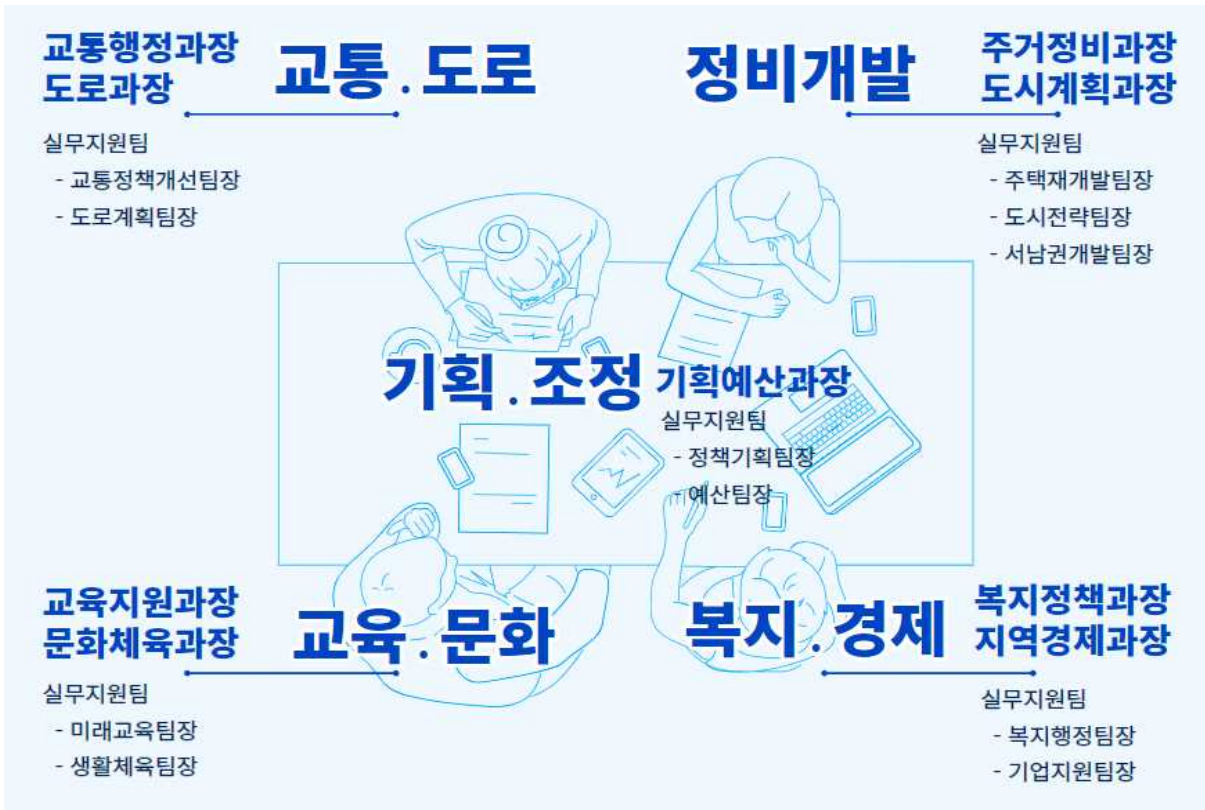 교통행정과장
도로과장
교통.도로
실무지원팀
- 교통정책개선팀장
- 도로계획팀장
정비개발
주거정비과장
도시계획과장
실무지원팀
- 주택재개발팀장
- 도시전략팀장
- 서남권개발팀장
기획.조정
기획예산과장
실무지원팀
- 정책기획팀장
- 예산팀장
교육지원과장
문화체육과장
교육.문화
실무지원팀
- 미래교육팀장
- 생활체육팀장
복지.경제
복지정책과장
지역경제과장
실무지원팀
- 복지행정팀장
- 기업지원팀장